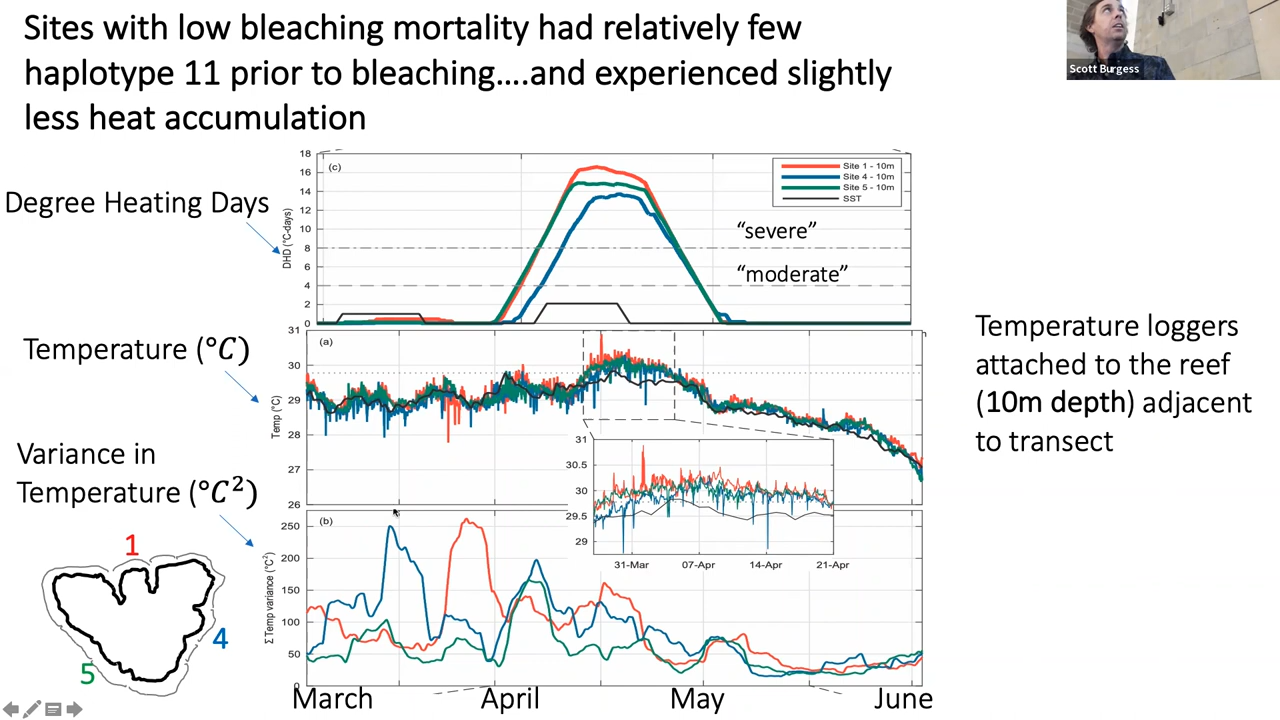 Sites with low bleaching mortality had relatively few
haplotype 11 prior to bleaching....and experienced slightly
less heat accumulation
Scott Burgess
Degree Heating Days
DHD (°C-days)
18
16
14
12
10
8
6
4
2
0
(c)
Site 1 - 10m
Site 4 - 10m
Site 5 - 10m
SST
"severe"
"moderate"
Temperature (°C)
Temp (°C)
31
30
29
28
27
26
(a)
31
30.5
30
29.5
29
31-Mar
07-Apr
14-Apr
21-Apr
Temperature loggers
attached to the reef
(10m depth) adjacent
to transect
Variance in
Temperature (°C²)
Σ Temp variance (°C²)
250
200
150
100
50
0
(b)
March
April
May
June
1
4
5